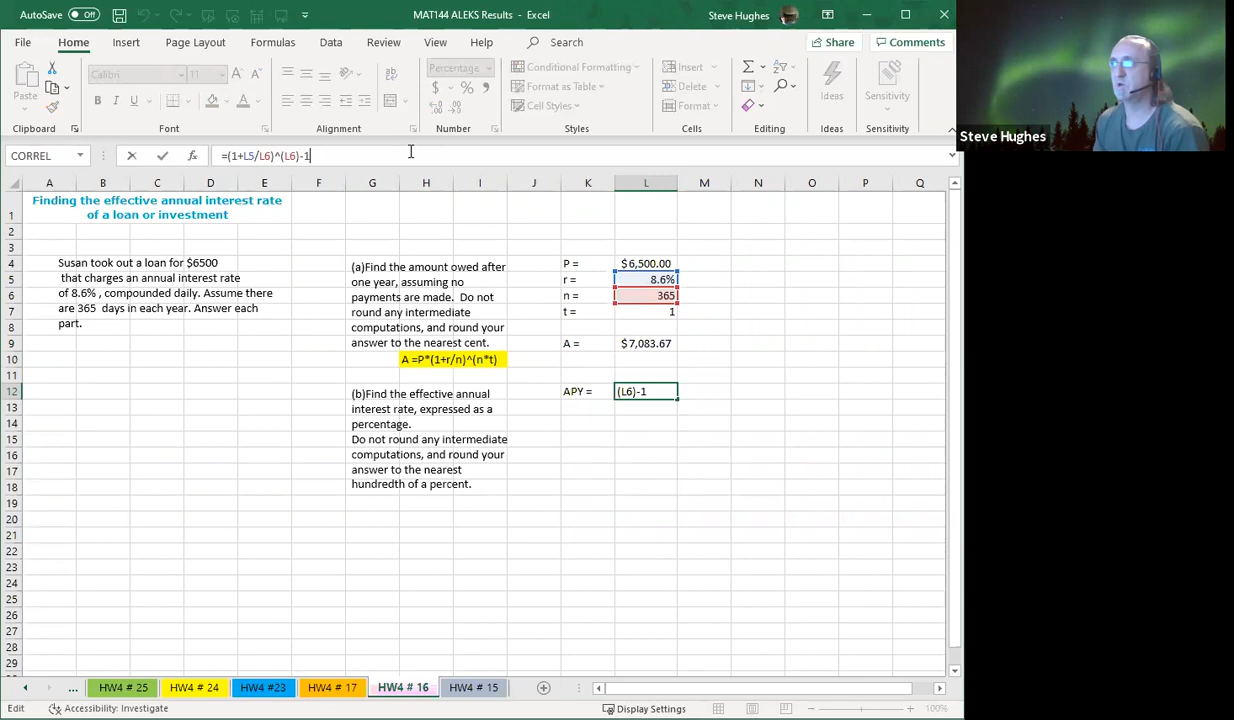 AutoSave Off
MAT144 ALEKS Results - Excel
Steve Hughes
File Home Insert Page Layout Formulas Data Review View Help Search
Share Comments
Paste
Calibri 11
Percentage
Conditional Formatting
Format as Table
Cell Styles
Insert
Delete
Format
Ideas
Sensitivity
Clipboard Font Alignment Number Styles Cells Editing Ideas Sensitivity
CORREL
=(1+L5/L6)^(L6)-1
Steve Hughes
A B C D E F G H I J K L M N O P Q
1
2
3
4
5
6
7
8
9
10
11
12
13
14
15
16
17
18
19
20
21
22
23
24
25
26
27
28
29
Finding the effective annual interest rate
of a loan or investment
Susan took out a loan for $6500
that charges an annual interest rate
of 8.6% , compounded daily. Assume there
are 365 days in each year. Answer each
part.
(a)Find the amount owed after
one year, assuming no
payments are made. Do not
round any intermediate
computations, and round your
answer to the nearest cent.
A =P*(1+r/n)^(n*t)
(b)Find the effective annual
interest rate, expressed as a
percentage.
Do not round any intermediate
computations, and round your
answer to the nearest
hundredth of a percent.
P = $ 6,500.00
r = 8.6%
n = 365
t = 1
A = $ 7,083.67
APY = (L6)-1
... HW4 # 25 HW4 # 24 HW4 #23 HW4 # 17 HW4 # 16 HW4 # 15
Edit Accessibility: Investigate
Display Settings
100%